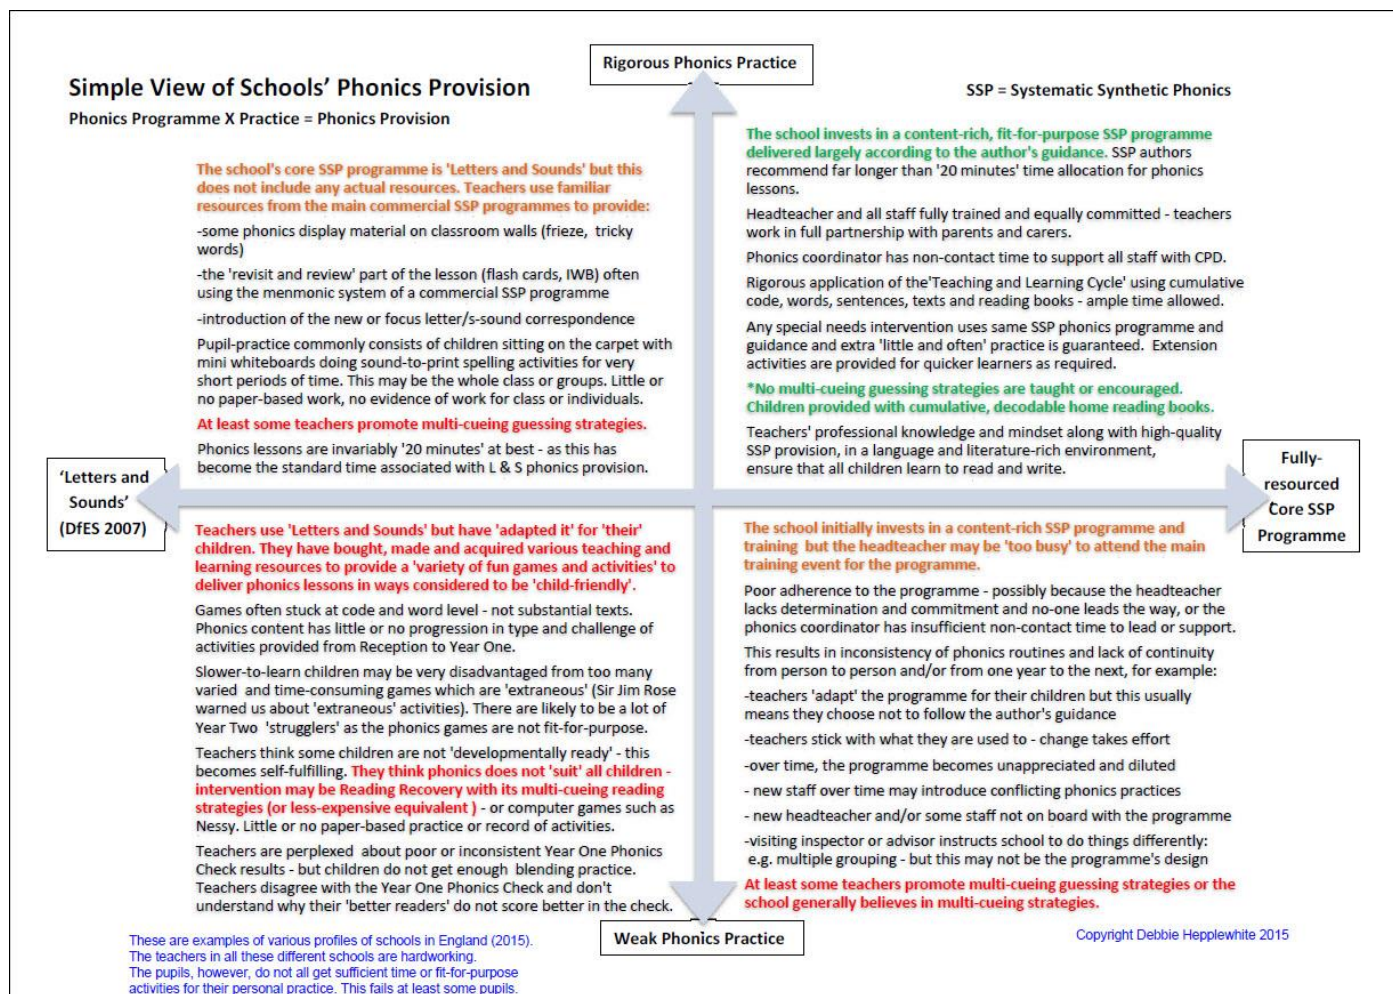 Rigorous Phonics Practice
Simple View of Schools' Phonics Provision
SSP = Systematic Synthetic Phonics
Phonics Programme X Practice = Phonics Provision
The school's core SSP programme is 'Letters and Sounds' but this
does not include any actual resources. Teachers use familiar
resources from the main commercial SSP programmes to provide:
-some phonics display material on classroom walls (frieze, tricky
words)
-the 'revisit and review' part of the lesson (flash cards, IWB) often
using the menmonic system of a commercial SSP programme
-introduction of the new or focus letter/s-sound correspondence
Pupil-practice commonly consists of children sitting on the carpet with
mini whiteboards doing sound-to-print spelling activities for very
short periods of time. This may be the whole class or groups. Little or
no paper-based work, no evidence of work for class or individuals.
At least some teachers promote multi-cueing guessing strategies.
Phonics lessons are invariably '20 minutes' at best - as this has
become the standard time associated with L & S phonics provision.
The school invests in a content-rich, fit-for-purpose SSP programme
delivered largely according to the author's guidance. SSP authors
recommend far longer than '20 minutes' time allocation for phonics
lessons.
Headteacher and all staff fully trained and equally committed - teachers
work in full partnership with parents and carers.
Phonics coordinator has non-contact time to support all staff with CPD.
Rigorous application of the'Teaching and Learning Cycle' using cumulative
code, words, sentences, texts and reading books - ample time allowed.
Any special needs intervention uses same SSP phonics programme and
guidance and extra 'little and often' practice is guaranteed. Extension
activities are provided for quicker learners as required.
*No multi-cueing guessing strategies are taught or encouraged.
Children provided with cumulative, decodable home reading books.
Teachers' professional knowledge and mindset along with high-quality
SSP provision, in a language and literature-rich environment,
ensure that all children learn to read and write.
'Letters and
Sounds'
(DfES 2007)
Fully-
resourced
Core SSP
Programme
Teachers use 'Letters and Sounds' but have 'adapted it' for 'their'
children. They have bought, made and acquired various teaching and
learning resources to provide a 'variety of fun games and activities' to
deliver phonics lessons in ways considered to be 'child-friendly'.
Games often stuck at code and word level - not substantial texts.
Phonics content has little or no progression in type and challenge of
activities provided from Reception to Year One.
Slower-to-learn children may be very disadvantaged from too many
varied and time-consuming games which are 'extraneous' (Sir Jim Rose
warned us about 'extraneous' activities). There are likely to be a lot of
Year Two 'strugglers' as the phonics games are not fit-for-purpose.
Teachers think some children are not 'developmentally ready' - this
becomes self-fulfilling. They think phonics does not 'suit' all children -
intervention may be Reading Recovery with its multi-cueing reading
strategies (or less-expensive equivalent ) - or computer games such as
Nessy. Little or no paper-based practice or record of activities.
Teachers are perplexed about poor or inconsistent Year One Phonics
Check results - but children do not get enough blending practice.
Teachers disagree with the Year One Phonics Check and don't
understand why their 'better readers' do not score better in the check.
The school initially invests in a content-rich SSP programme and
training but the headteacher may be 'too busy' to attend the main
training event for the programme.
Poor adherence to the programme - possibly because the headteacher
lacks determination and commitment and no-one leads the way, or the
phonics coordinator has insufficient non-contact time to lead or support.
This results in inconsistency of phonics routines and lack of continuity
from person to person and/or from one year to the next, for example:
-teachers 'adapt' the programme for their children but this usually
means they choose not to follow the author's guidance
-teachers stick with what they are used to - change takes effort
-over time, the programme becomes unappreciated and diluted
- new staff over time may introduce conflicting phonics practices
- new headteacher and/or some staff not on board with the programme
-visiting inspector or advisor instructs school to do things differently:
e.g. multiple grouping - but this may not be the programme's design
At least some teachers promote multi-cueing guessing strategies or the
school generally believes in multi-cueing strategies.
Weak Phonics Practice
These are examples of various profiles of schools in England (2015).
The teachers in all these different schools are hardworking.
The pupils, however, do not all get sufficient time or fit-for-purpose
activities for their personal practice. This fails at least some pupils.
Copyright Debbie Hepplewhite 2015